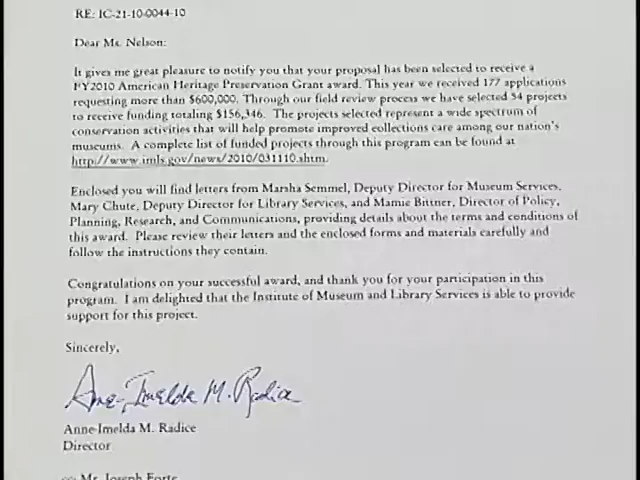 RE: IC-21-10-0044-10
Dear Ms. Nelson:
It gives me great pleasure to notify you that your proposal has been selected to receive a
FY2010 American Heritage Preservation Grant award. This year we received 177 applications
requesting more than $600,000. Through our field review process we have selected 54 projects
to receive funding totaling $156,346. The projects selected represent a wide spectrum of
conservation activities that will help promote improved collections care among our nation's
museums. A complete list of funded projects through this program can be found at
http://www.imls.gov/news/2010/031110.shtm.
Enclosed you will find letters from Marsha Semmel, Deputy Director for Museum Services,
Mary Chute, Deputy Director for Library Services, and Mamie Bittner, Director of Policy,
Planning, Research, and Communications, providing details about the terms and conditions of
this award. Please review their letters and the enclosed forms and materials carefully and
follow the instructions they contain.
Congratulations on your successful award, and thank you for your participation in this
program. I am delighted that the Institute of Museum and Library Services is able to provide
support for this project.
Sincerely,
Anne-Imelda M. Radice
Anne-Imelda M. Radice
Director
cc: Mr. Joseph Forte